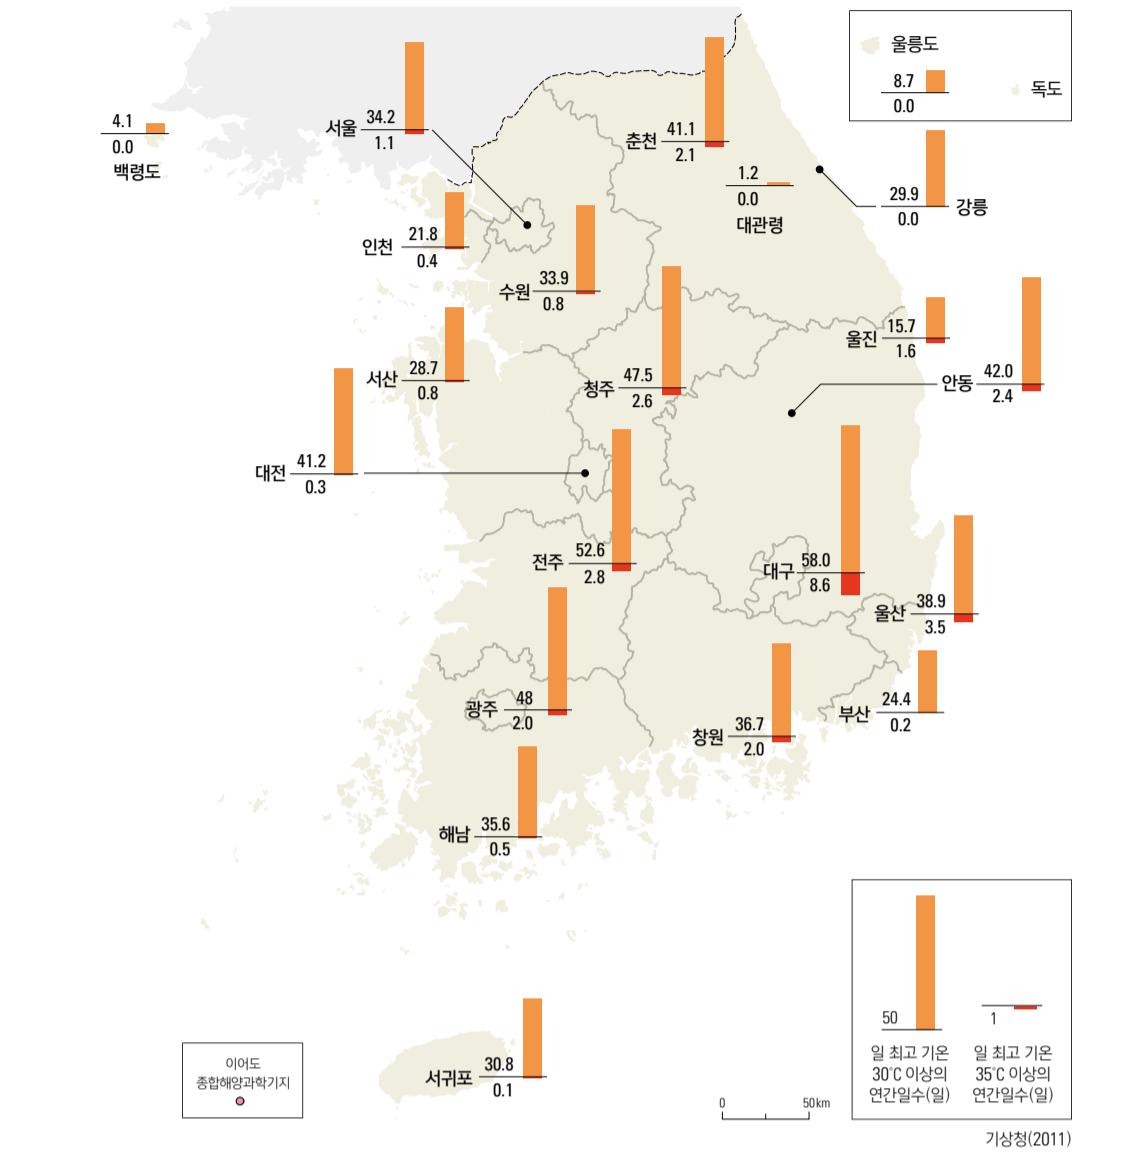 울릉도
8.7
0.0
독도
4.1
0.0
백령도
서울
34.2
1.1
춘천
41.1
2.1
1.2
0.0
대관령
29.9
0.0
강릉
인천
21.8
0.4
수원
33.9
0.8
울진
15.7
1.6
서산
28.7
0.8
청주
47.5
2.6
안동
42.0
2.4
대전
41.2
0.3
전주
52.6
2.8
대구
58.0
8.6
울산
38.9
3.5
광주
48
2.0
부산
24.4
0.2
창원
36.7
2.0
해남
35.6
0.5
서귀포
30.8
0.1
이어도
종합해양과학기지
0 50km
50
일 최고 기온
30℃ 이상의
연간일수(일)
1
일 최고 기온
35℃ 이상의
연간일수(일)
기상청(2011)